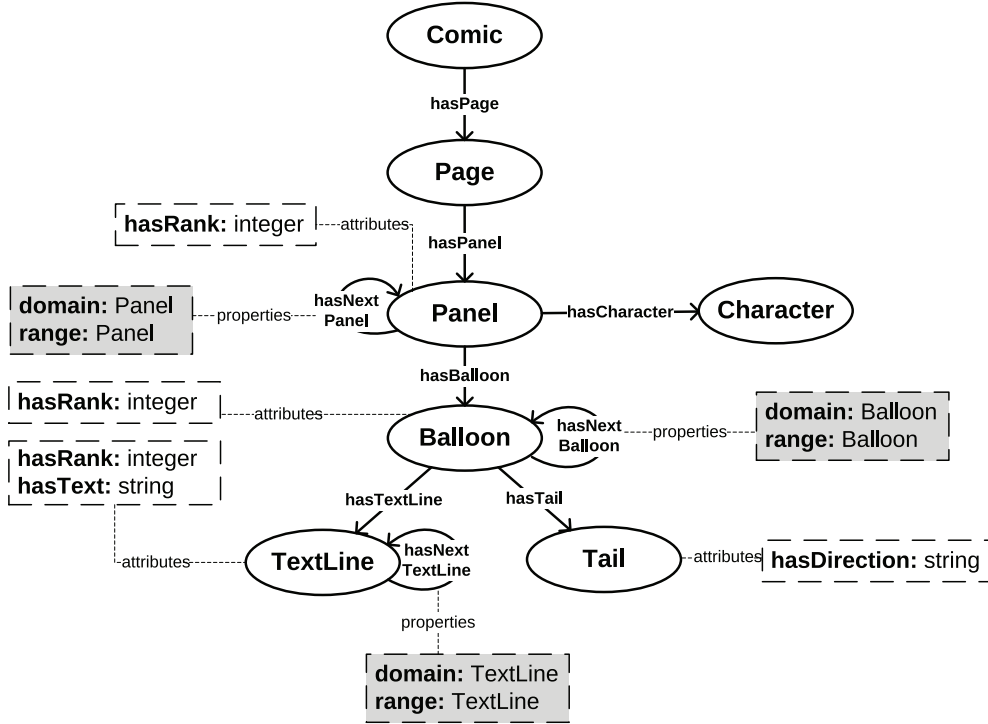 Comic
hasPage
Page
hasRank: integer
attributes
hasPanel
domain: Panel
range: Panel
properties
hasNext
Panel
Panel
hasCharacter
Character
hasBalloon
hasRank: integer
attributes
Balloon
hasNext
Balloon
properties
domain: Balloon
range: Balloon
hasRank: integer
hasText: string
hasTextLine
hasTail
attributes
TextLine
hasNext
TextLine
Tail
attributes
hasDirection: string
properties
domain: TextLine
range: TextLine